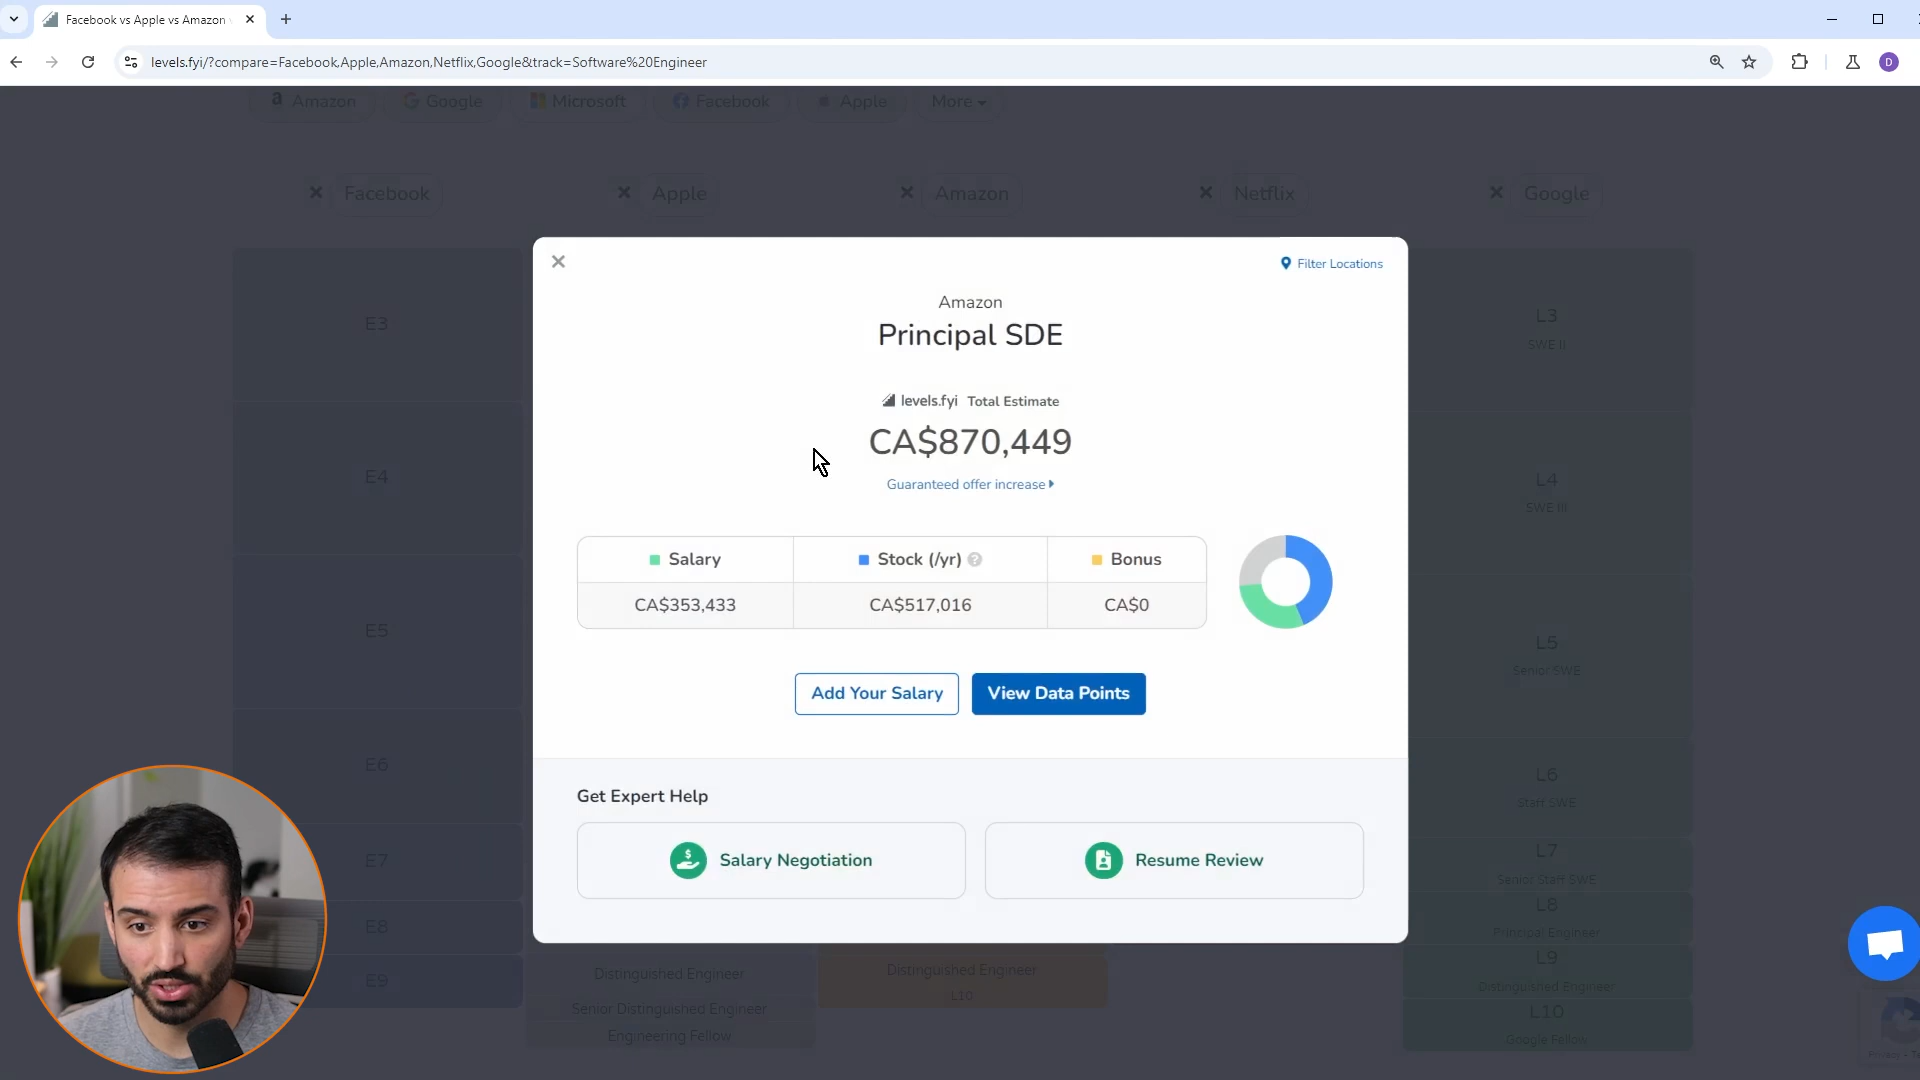 Facebook vs Apple vs Amazon
levels.fyi/?compare=Facebook,Apple,Amazon,Netflix,Google&track=Software%20Engineer
D
Amazon
Google
Microsoft
Facebook
Apple
More
Facebook
Apple
Amazon
Netflix
Google
Filter Locations
Amazon
Principal SDE
levels.fyi Total Estimate
CA$870,449
Guaranteed offer increase
Salary
Stock (/yr) ?
Bonus
CA$353,433
CA$517,016
CA$0
Add Your Salary
View Data Points
Get Expert Help
Salary Negotiation
Resume Review
E3
E4
E5
E6
E7
E8
E9
Distinguished Engineer
Senior Distinguished Engineer
Engineering Fellow
Distinguished Engineer
L10
L3
SWE II
L4
SWE III
L5
Senior SWE
L6
Staff SWE
L7
Senior Staff SWE
L8
Principal Engineer
L9
Distinguished Engineer
L10
Google Fellow